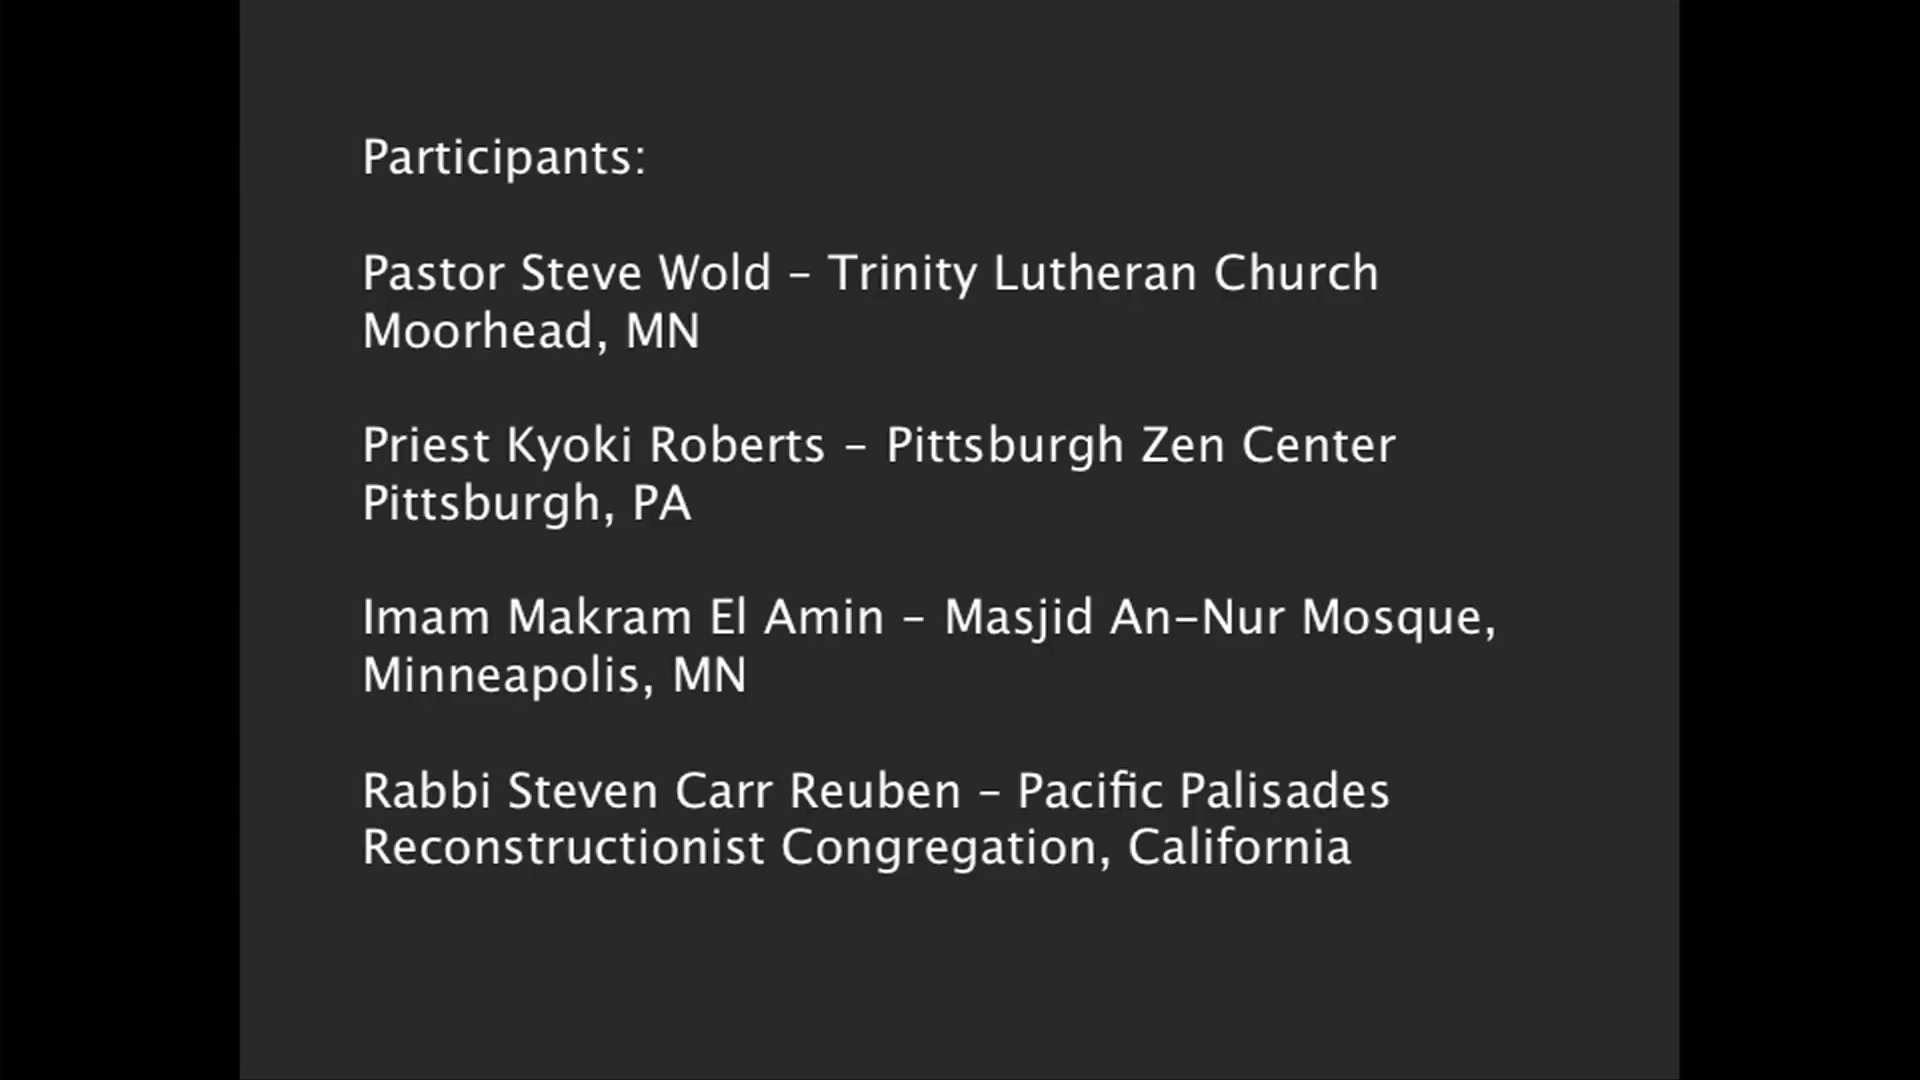 Participants:
Pastor Steve Wold – Trinity Lutheran Church
Moorhead, MN
Priest Kyoki Roberts – Pittsburgh Zen Center
Pittsburgh, PA
Imam Makram El Amin – Masjid An-Nur Mosque,
Minneapolis, MN
Rabbi Steven Carr Reuben – Pacific Palisades
Reconstructionist Congregation, California